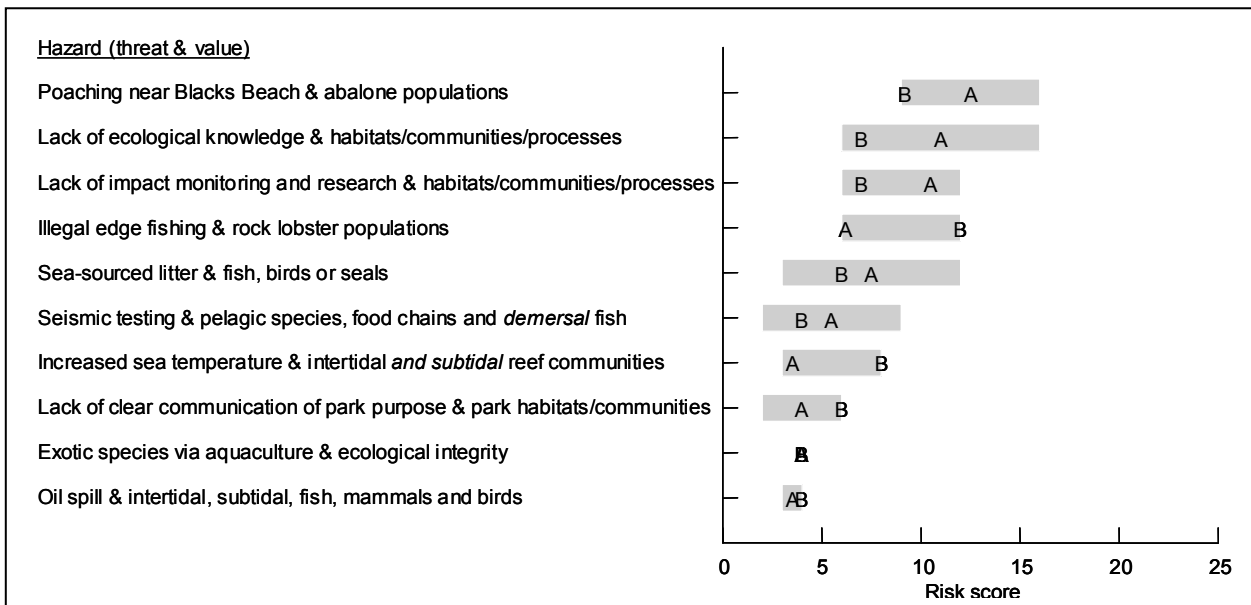 Hazard (threat & value)
Poaching near Blacks Beach & abalone populations B A
Lack of ecological knowledge & habitats/communities/processes B A
Lack of impact monitoring and research & habitats/communities/processes B A
Illegal edge fishing & rock lobster populations A B
Sea-sourced litter & fish, birds or seals B A
Seismic testing & pelagic species, food chains and demersal fish B A
Increased sea temperature & intertidal and subtidal reef communities A B
Lack of clear communication of park purpose & park habitats/communities A B
Exotic species via aquaculture & ecological integrity A B
Oil spill & intertidal, subtidal, fish, mammals and birds A B
0 5 10 15 20 25
Risk score